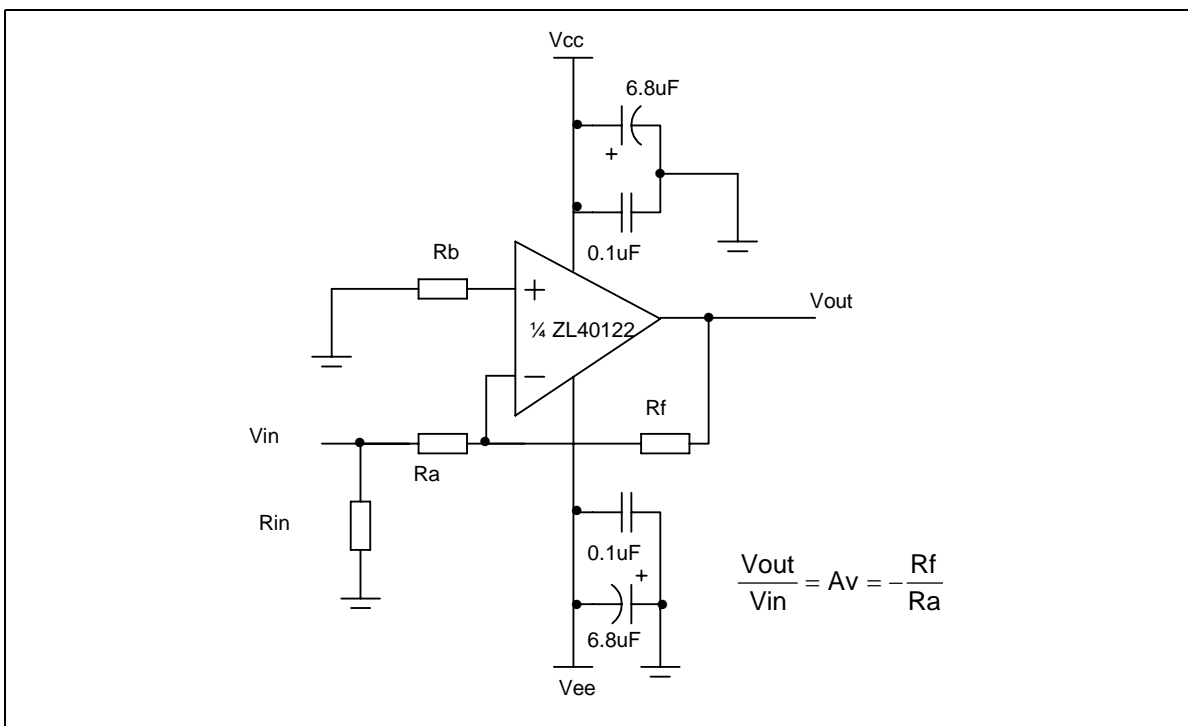 Vcc
6.8uF
+
0.1uF
Rb
+
Vout
¼ ZL40122
−
Rf
Vin
Ra
Rin
0.1uF
+
6.8uF
Vee
Vout
Vin
= Av = − Rf
Ra